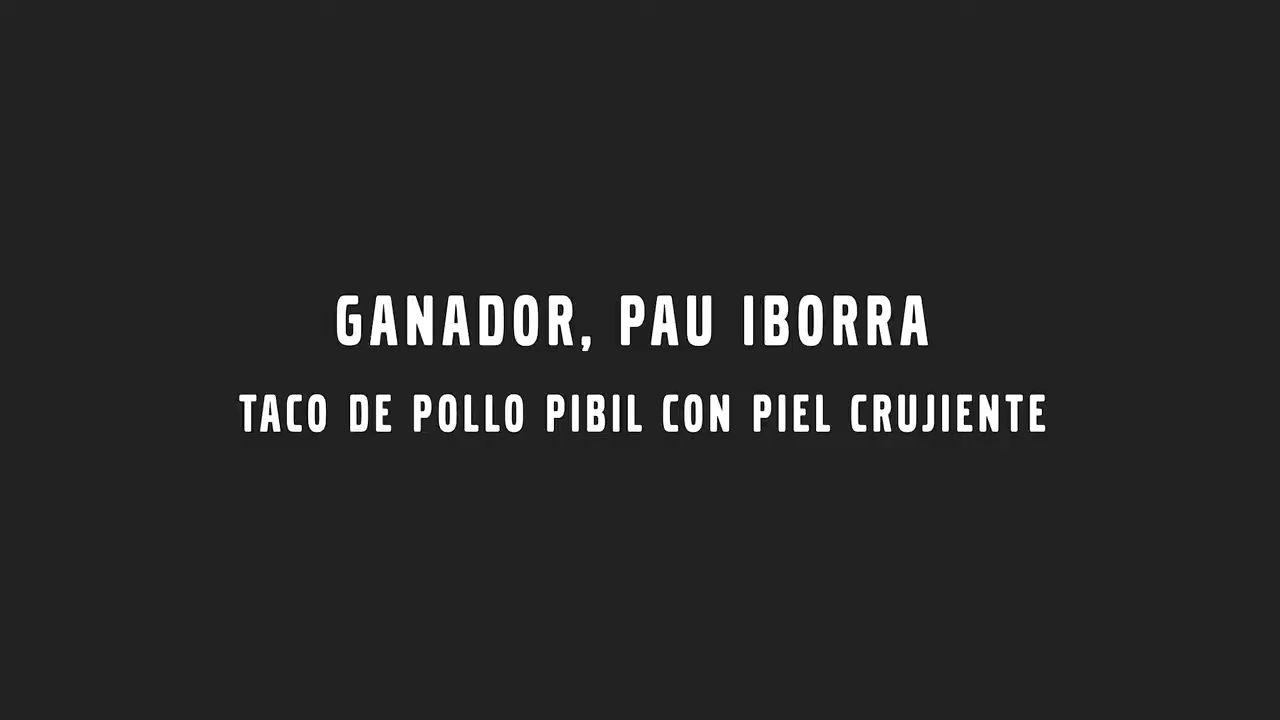 GANADOR, PAU IBORRA
TACO DE POLLO PIBIL CON PIEL CRUJIENTE